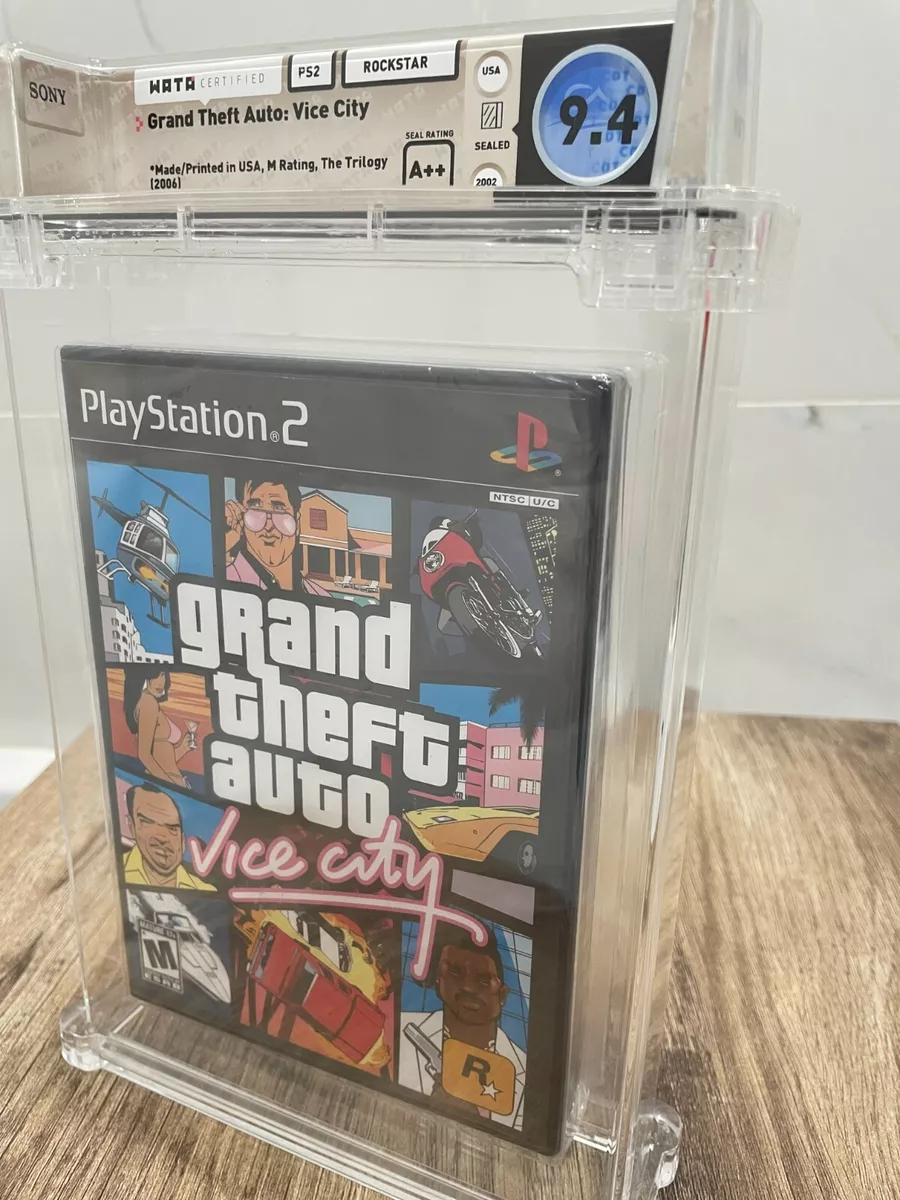 SONY
WATA CERTIFIED
PS2
ROCKSTAR
USA
Grand Theft Auto: Vice City
SEALED
9.4
*Made/Printed in USA, M Rating, The Trilogy
(2006)
SEAL RATING
A++
2002
PlayStation®2
NTSC U/C
grand
theft
auto
Vice city
M
R